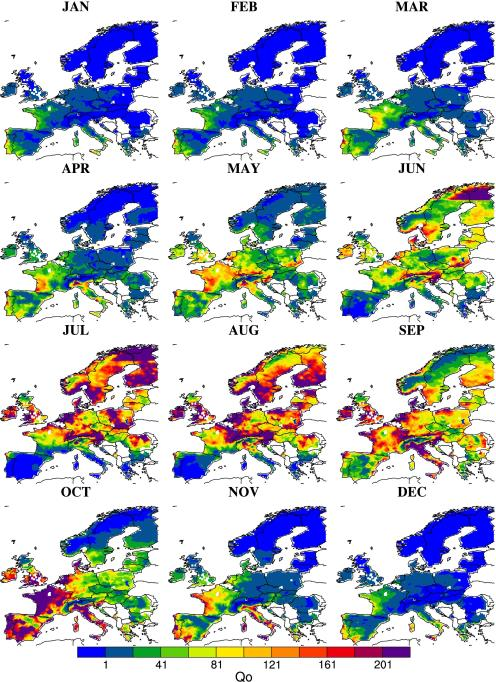 JAN FEB MAR
APR MAY JUN
JUL AUG SEP
OCT NOV DEC
1 41 81 121 161 201
Qo